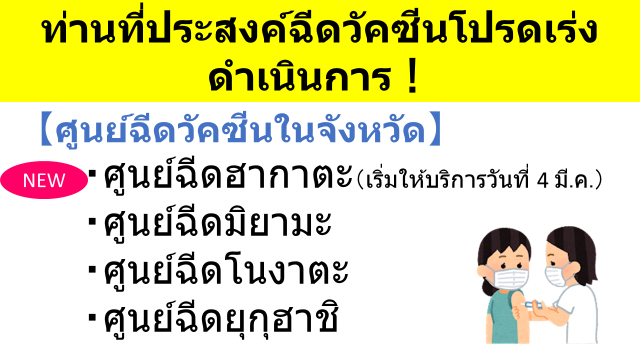 ท่านที่ประสงค์ฉีดวัคซีนโปรดเร่ง
ดำเนินการ！
【ศูนย์ฉีดวัคซีนในจังหวัด】
NEW ▪ศูนย์ฉีดฮากาตะ（เริ่มให้บริการวันที่ 4 มี.ค.）
▪ศูนย์ฉีดมิยามะ
▪ศูนย์ฉีดโนงาตะ
▪ศูนย์ฉีดยุกุฮาชิ